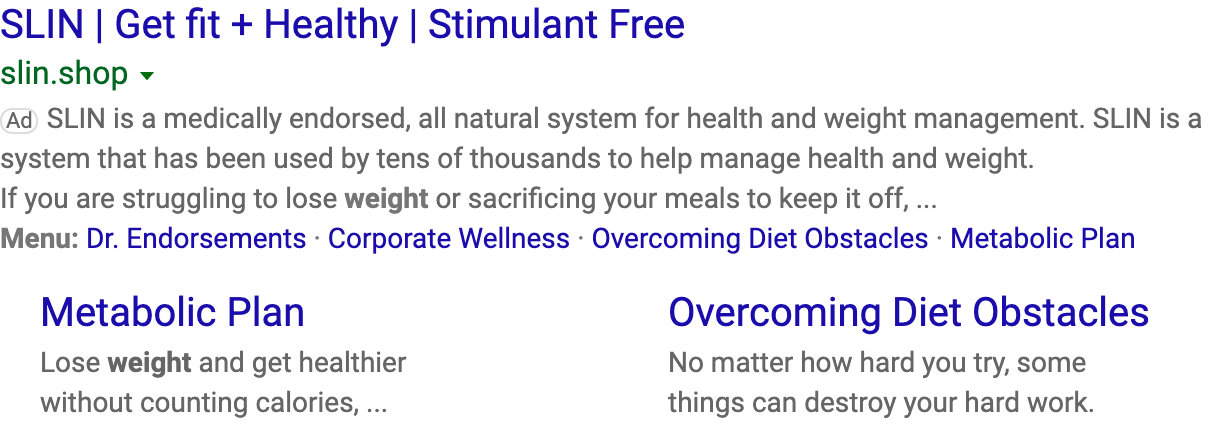 SLIN | Get fit + Healthy | Stimulant Free
slin.shop
Ad SLIN is a medically endorsed, all natural system for health and weight management. SLIN is a
system that has been used by tens of thousands to help manage health and weight.
If you are struggling to lose weight or sacrificing your meals to keep it off, ...
Menu: Dr. Endorsements · Corporate Wellness · Overcoming Diet Obstacles · Metabolic Plan
Metabolic Plan
Lose weight and get healthier
without counting calories, ...
Overcoming Diet Obstacles
No matter how hard you try, some
things can destroy your hard work.